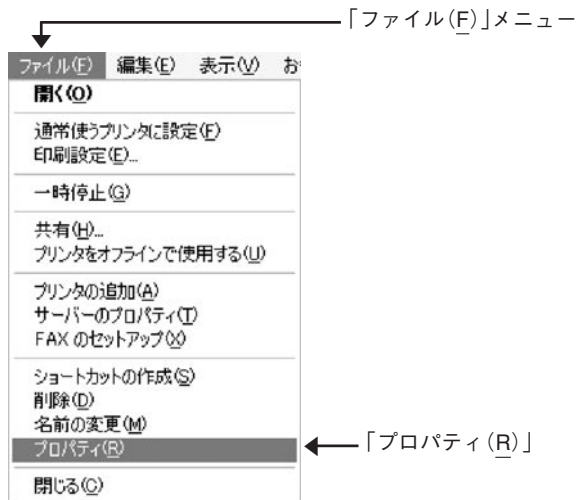 「ファイル(F)」メニュー
ファイル(F) 編集(E) 表示(V) お
開く(O)
通常使うプリンタに設定(F)
印刷設定(E)...
一時停止(G)
共有(H)...
プリンタをオフラインで使用する(U)
プリンタの追加(A)
サーバーのプロパティ(T)
FAX のセットアップ(X)
ショートカットの作成(S)
削除(D)
名前の変更(M)
プロパティ(R)
「プロパティ(R)」
閉じる(C)